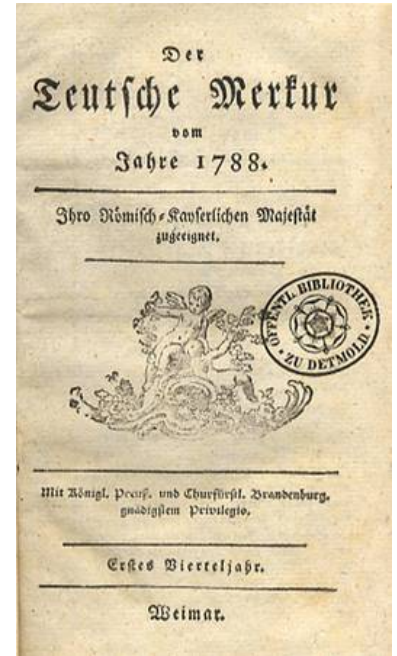 Der
Teutsche Merkur
vom
Jahre 1788.
Ihro Römisch-Kayserlichen Majestät
zugeeignet.
ÖFFENTL. BIBLIOTHEK
ZU DETMOLD
Mit Königl. Preuß. und Churfürstl. Brandenburg.
gnädigstem Privilegio.
Erstes Vierteljahr.
Weimar.